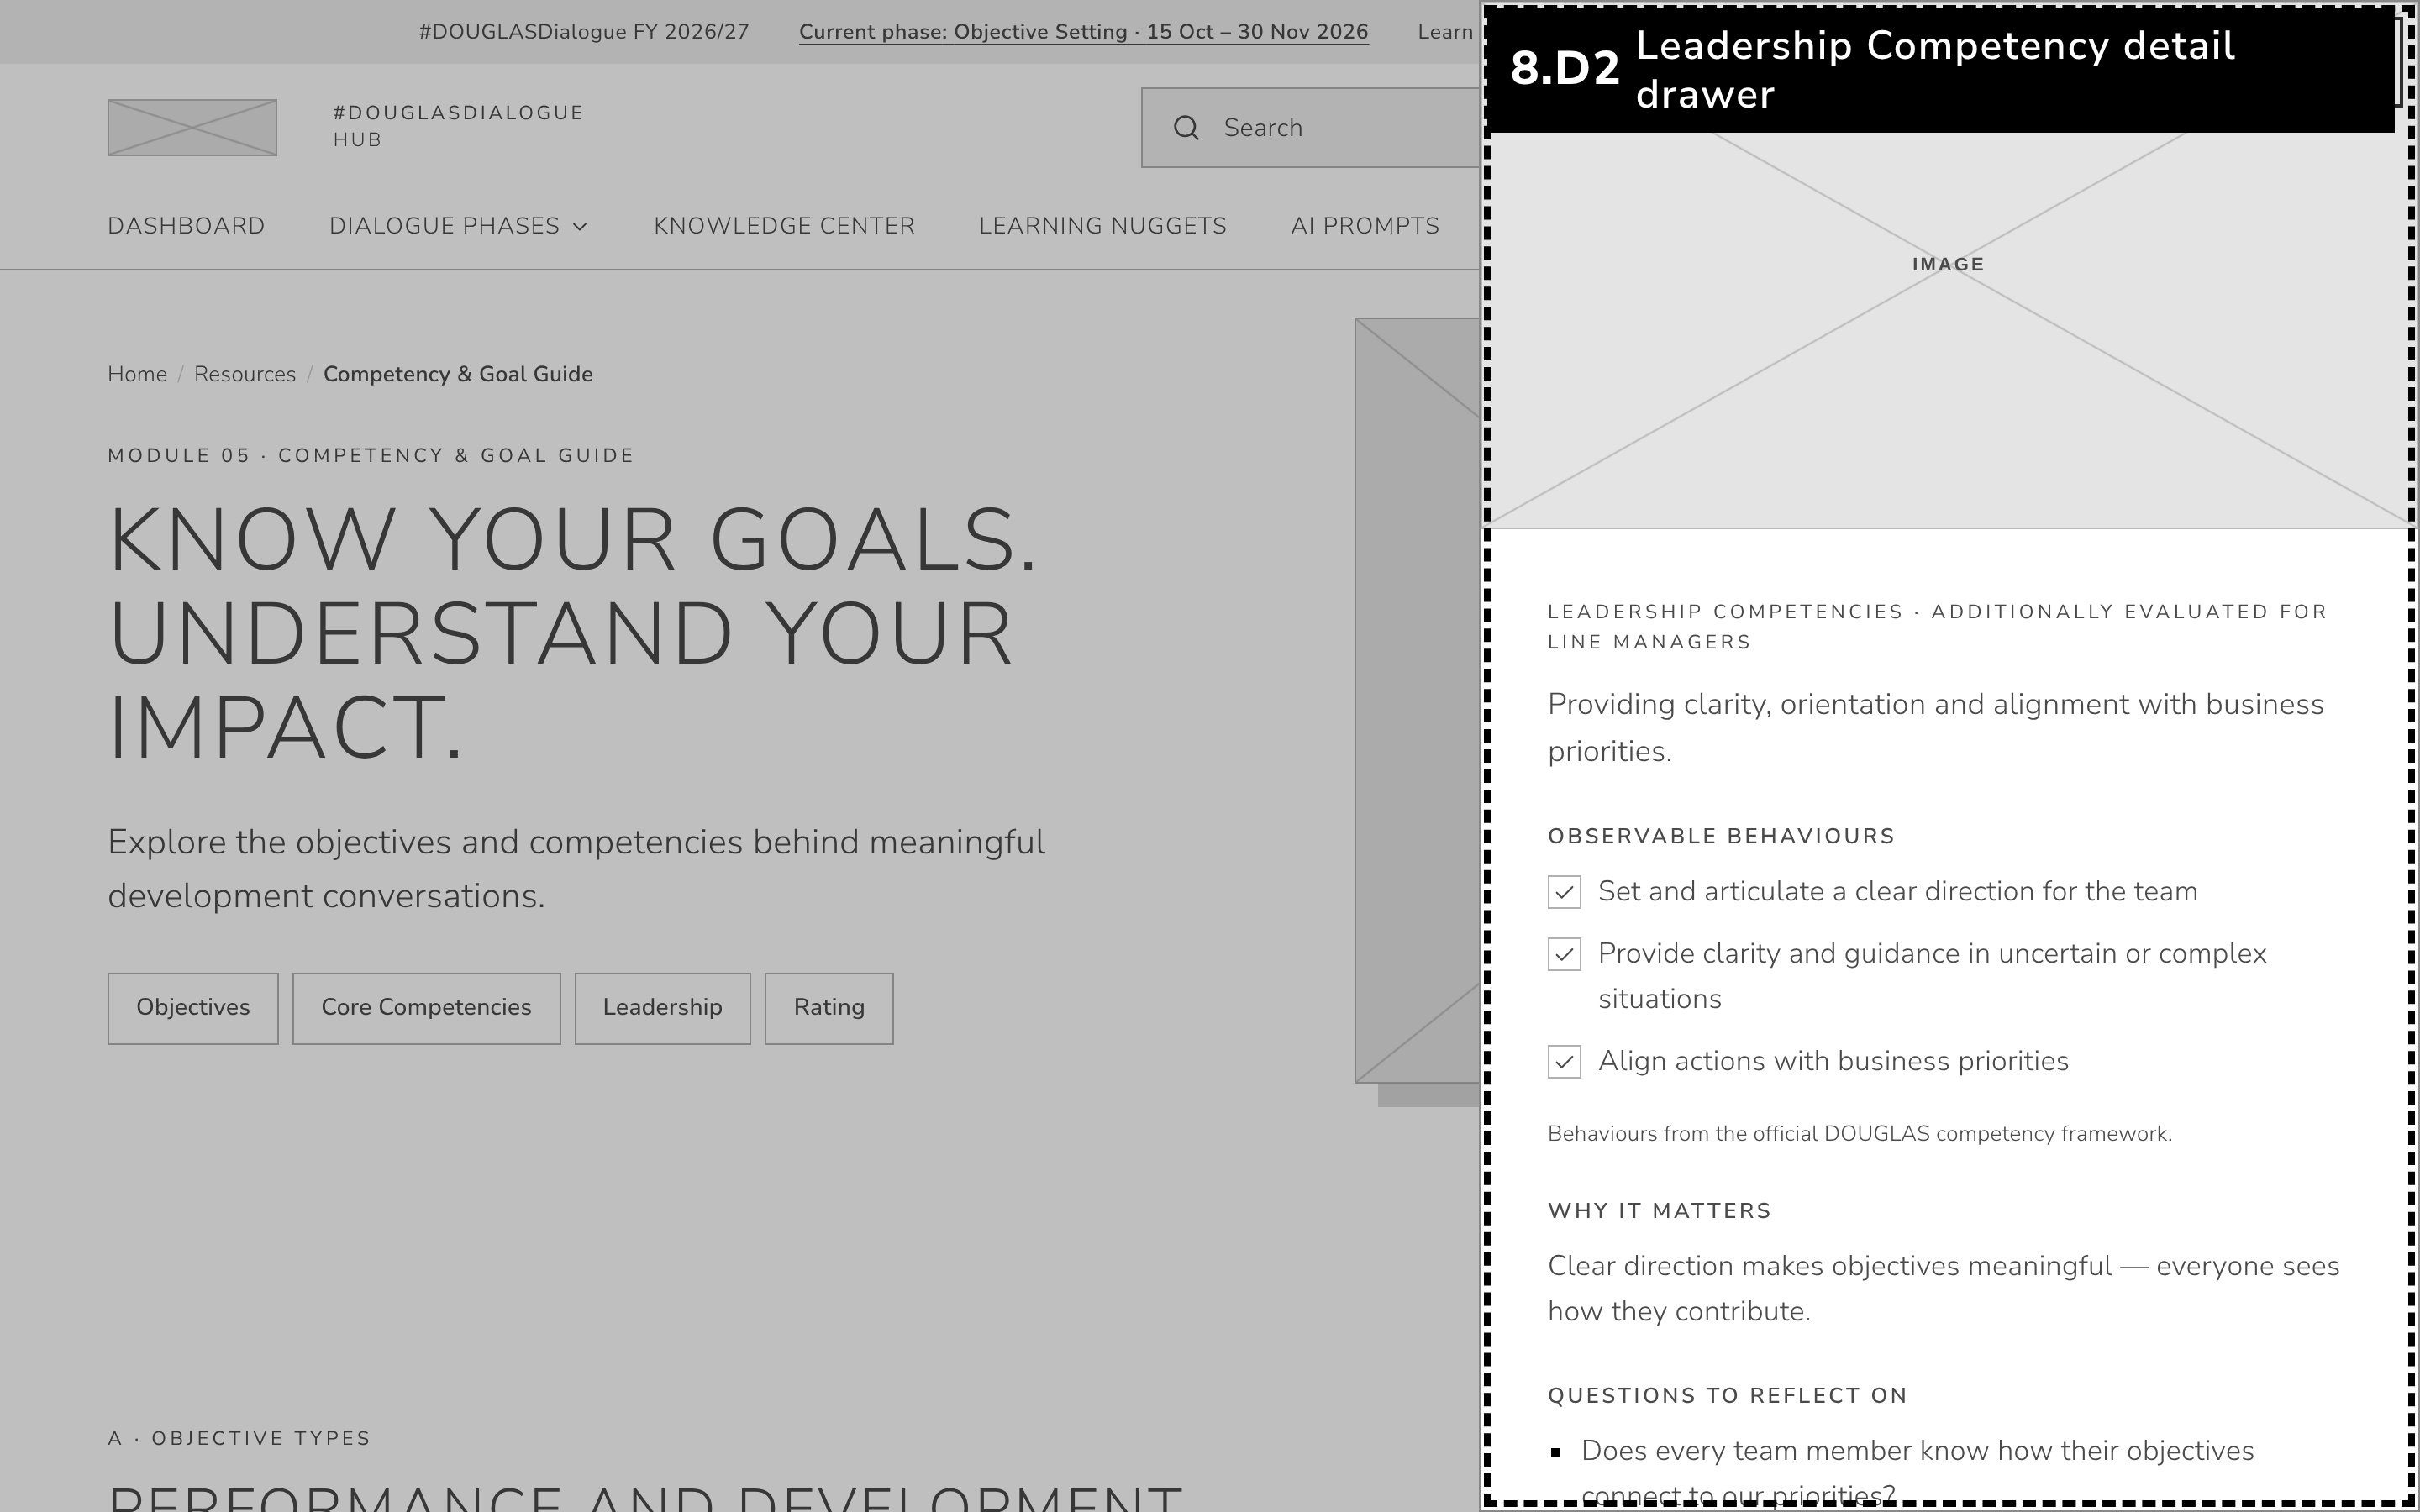 #DOUGLASDialogue FY 2026/27
Current phase: Objective Setting · 15 Oct – 30 Nov 2026
Learn
#DOUGLASDIALOGUE
HUB
Search
DASHBOARD
DIALOGUE PHASES
KNOWLEDGE CENTER
LEARNING NUGGETS
AI PROMPTS
Home / Resources / Competency & Goal Guide
MODULE 05 · COMPETENCY & GOAL GUIDE
KNOW YOUR GOALS.
UNDERSTAND YOUR
IMPACT.
Explore the objectives and competencies behind meaningful
development conversations.
Objectives
Core Competencies
Leadership
Rating
A · OBJECTIVE TYPES
PERFORMANCE AND DEVELOPMENT
8.D2 Leadership Competency detail
drawer
IMAGE
LEADERSHIP COMPETENCIES · ADDITIONALLY EVALUATED FOR
LINE MANAGERS
Providing clarity, orientation and alignment with business
priorities.
OBSERVABLE BEHAVIOURS
Set and articulate a clear direction for the team
Provide clarity and guidance in uncertain or complex
situations
Align actions with business priorities
Behaviours from the official DOUGLAS competency framework.
WHY IT MATTERS
Clear direction makes objectives meaningful — everyone sees
how they contribute.
QUESTIONS TO REFLECT ON
Does every team member know how their objectives
connect to our priorities?